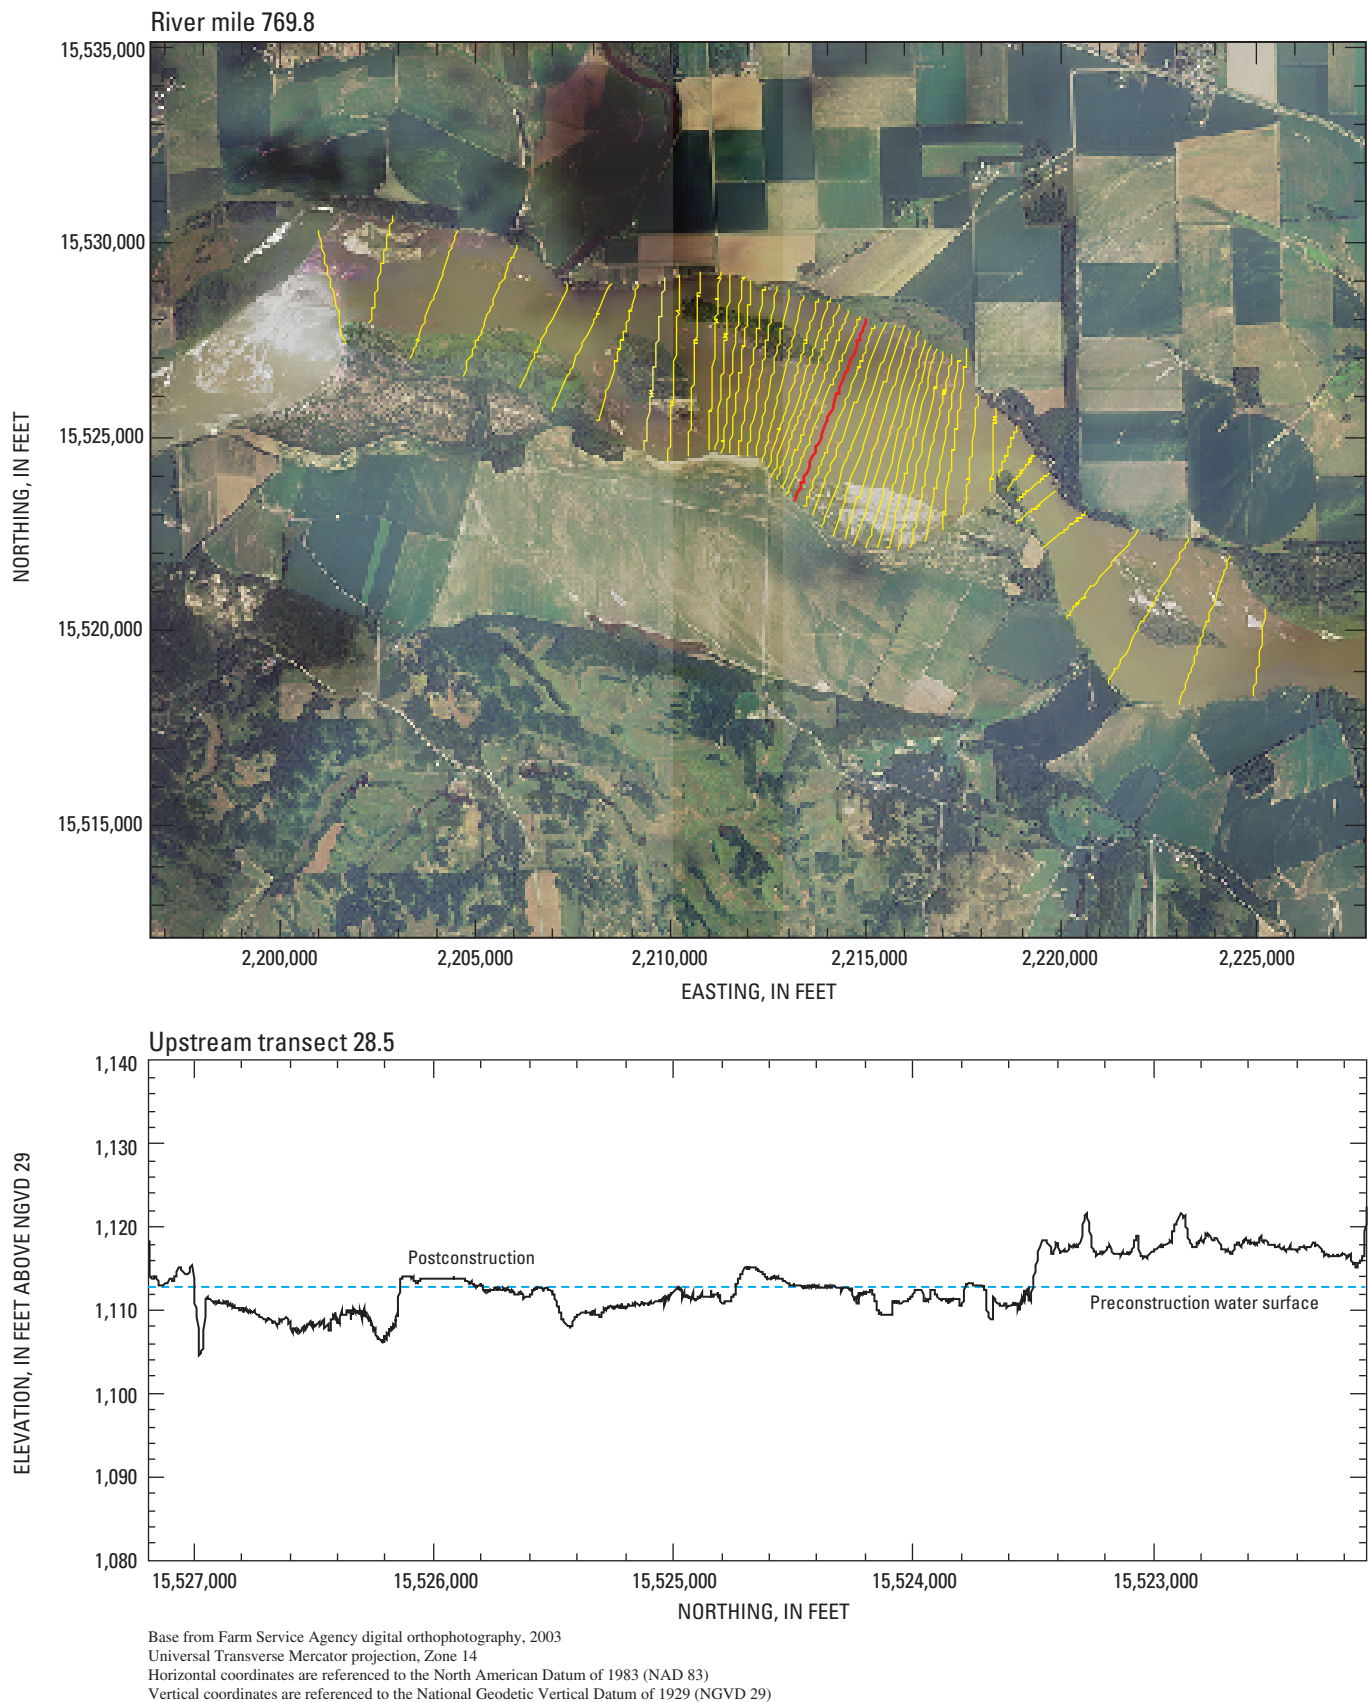 River mile 769.8
15,535,000
15,530,000
15,525,000
15,520,000
15,515,000
NORTHING, IN FEET
2,200,000 2,205,000 2,210,000 2,215,000 2,220,000 2,225,000
EASTING, IN FEET
Upstream transect 28.5
1,140
1,130
1,120
1,110
1,100
1,090
1,080
ELEVATION, IN FEET ABOVE NGVD 29
Postconstruction
Preconstruction water surface
15,527,000 15,526,000 15,525,000 15,524,000 15,523,000
NORTHING, IN FEET
Base from Farm Service Agency digital orthophotography, 2003
Universal Transverse Mercator projection, Zone 14
Horizontal coordinates are referenced to the North American Datum of 1983 (NAD 83)
Vertical coordinates are referenced to the National Geodetic Vertical Datum of 1929 (NGVD 29)